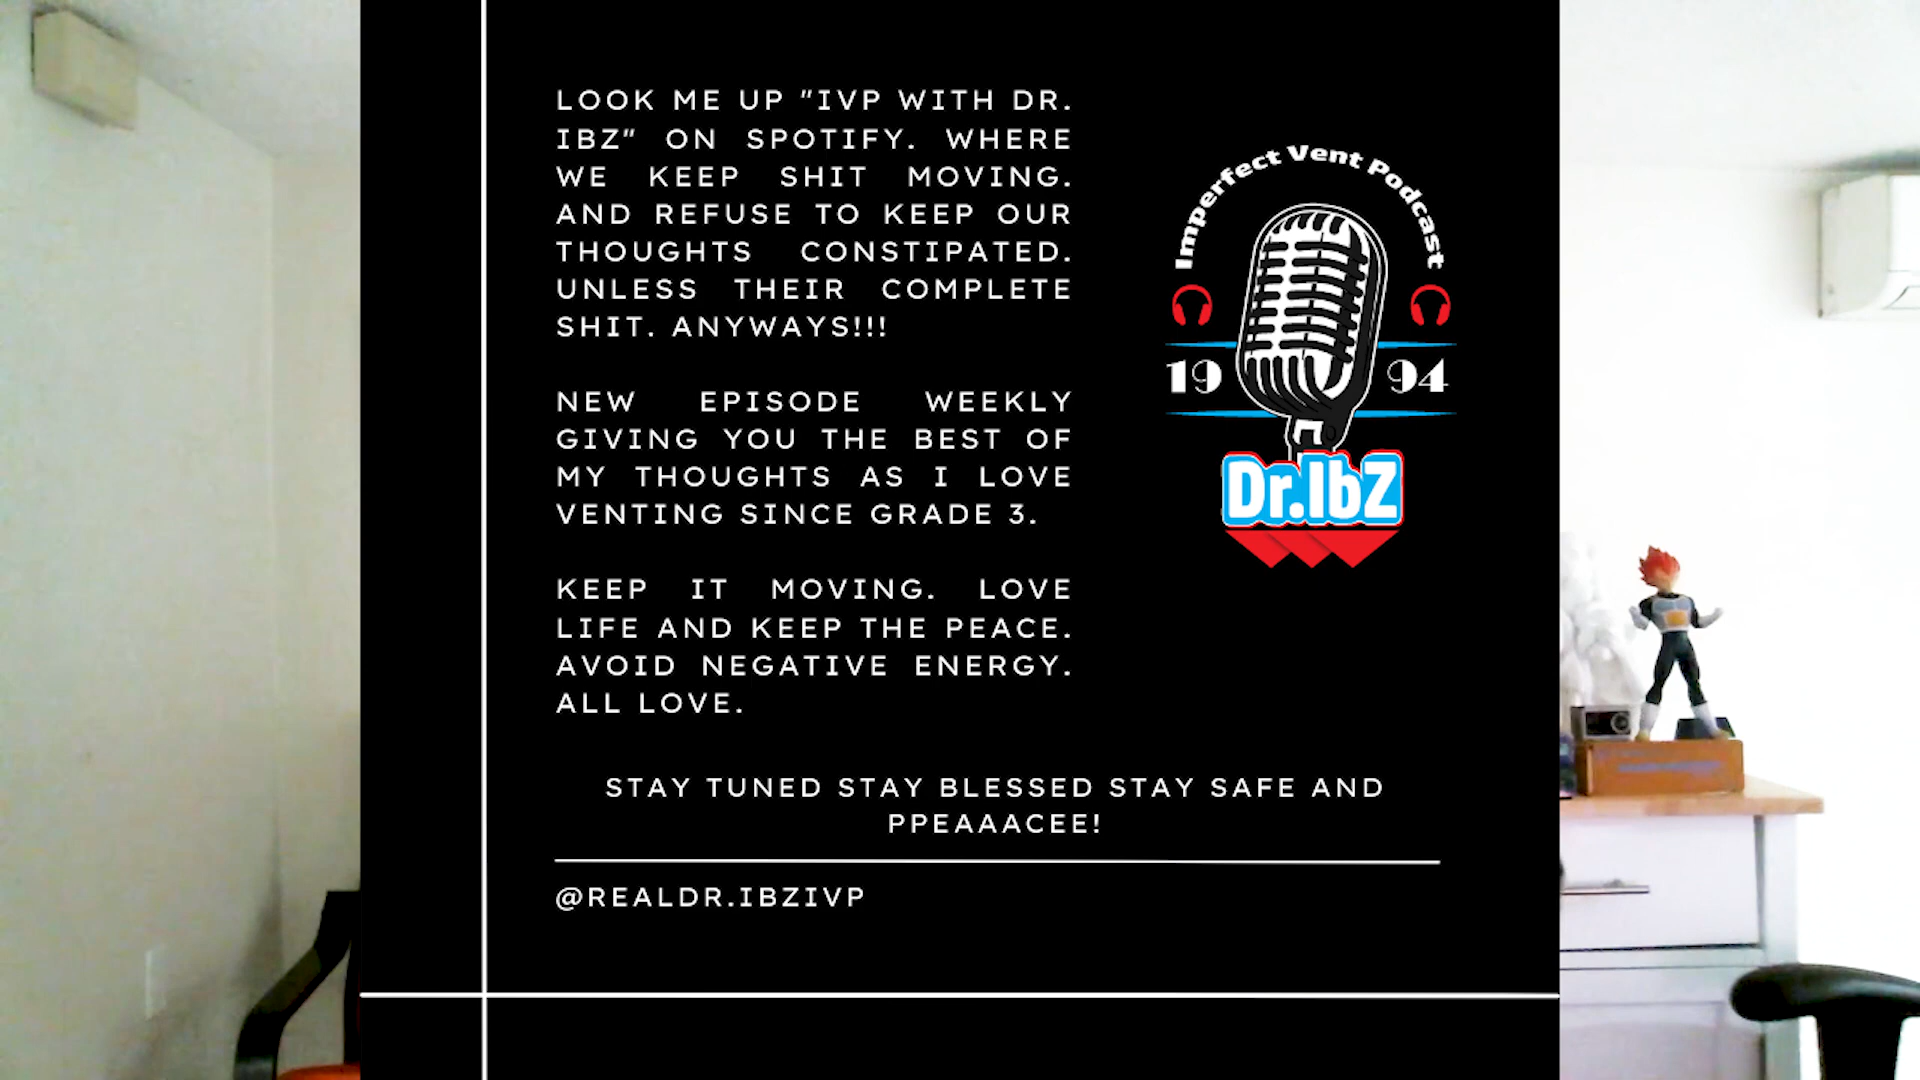 LOOK ME UP "IVP WITH DR.
IBZ" ON SPOTIFY. WHERE
WE KEEP SHIT MOVING.
AND REFUSE TO KEEP OUR
THOUGHTS CONSTIPATED.
UNLESS THEIR COMPLETE
SHIT. ANYWAYS!!!
NEW EPISODE WEEKLY
GIVING YOU THE BEST OF
MY THOUGHTS AS I LOVE
VENTING SINCE GRADE 3.
KEEP IT MOVING. LOVE
LIFE AND KEEP THE PEACE.
AVOID NEGATIVE ENERGY.
ALL LOVE.
Imperfect Vent Podcast
19 94
Dr.IbZ
STAY TUNED STAY BLESSED STAY SAFE AND
PPEAAACEE!
@REALDR.IBZIVP